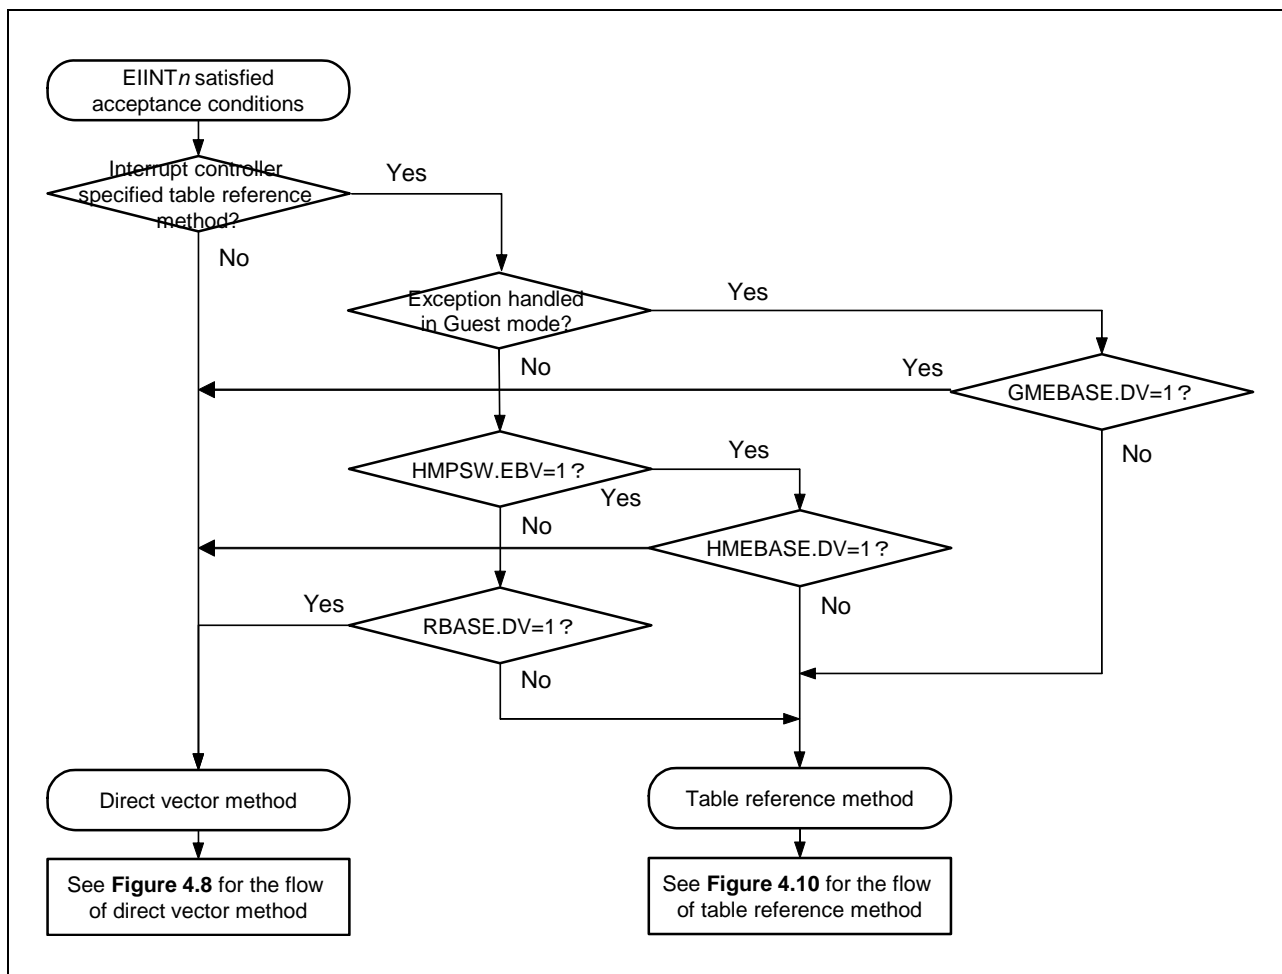 EIINTn satisfied
acceptance conditions
Interrupt controller
specified table reference
method?
Yes
No
Exception handled
in Guest mode?
Yes
No
Yes
GMEBASE.DV=1?
No
HMPSW.EBV=1?
Yes
Yes
No
HMEBASE.DV=1?
No
Yes
RBASE.DV=1?
No
Direct vector method
Table reference method
See Figure 4.8 for the flow
of direct vector method
See Figure 4.10 for the flow
of table reference method